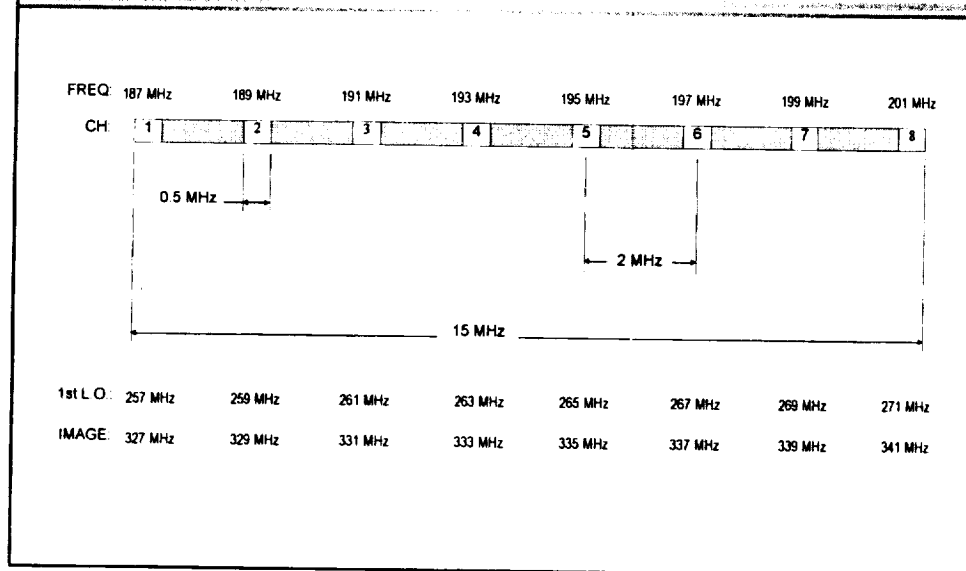 FREQ: 187 MHz 189 MHz 191 MHz 193 MHz 195 MHz 197 MHz 199 MHz 201 MHz
CH: 1 2 3 4 5 6 7 8
0.5 MHz
2 MHz
15 MHz
1st L.O.: 257 MHz 259 MHz 261 MHz 263 MHz 265 MHz 267 MHz 269 MHz 271 MHz
IMAGE: 327 MHz 329 MHz 331 MHz 333 MHz 335 MHz 337 MHz 339 MHz 341 MHz